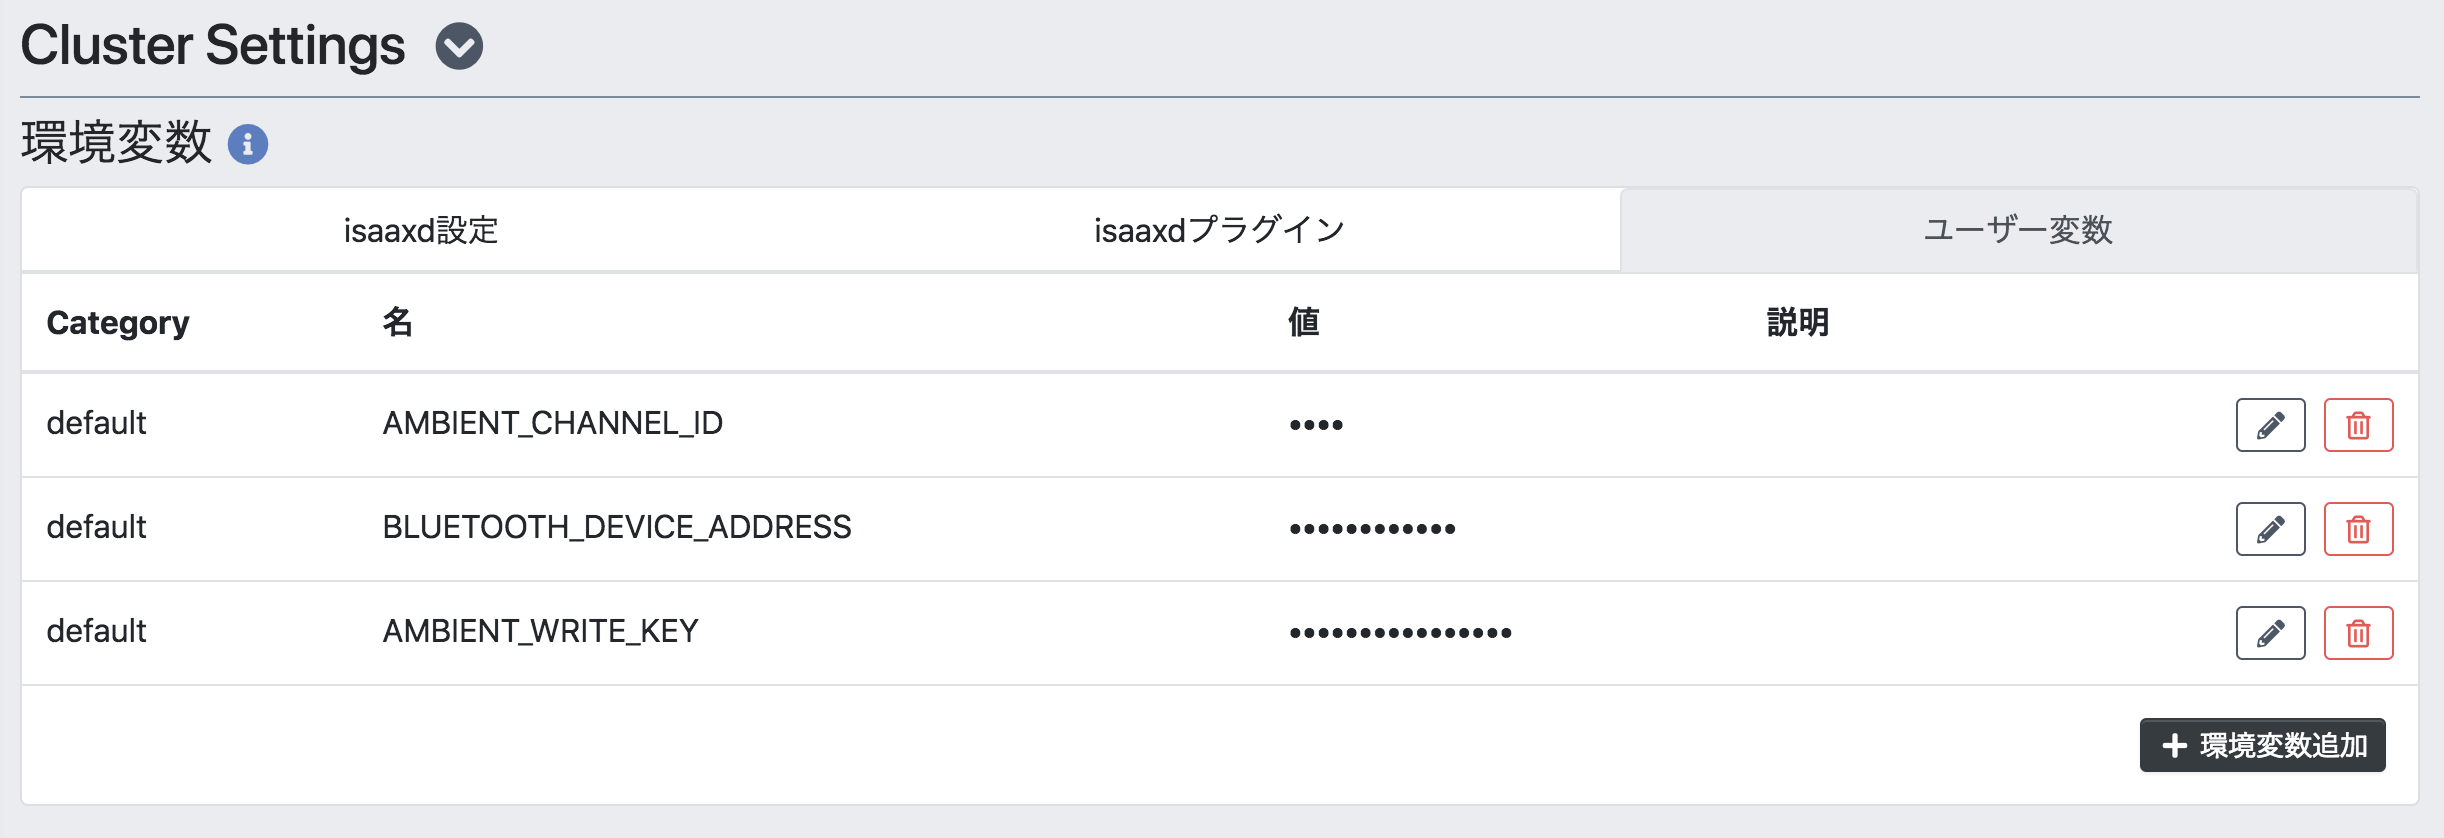 Cluster Settings
環境変数
isaaxd設定 isaaxdプラグイン ユーザー変数
Category 名 値 説明
default AMBIENT_CHANNEL_ID ••••
default BLUETOOTH_DEVICE_ADDRESS ••••••••••••
default AMBIENT_WRITE_KEY ••••••••••••••••
+ 環境変数追加